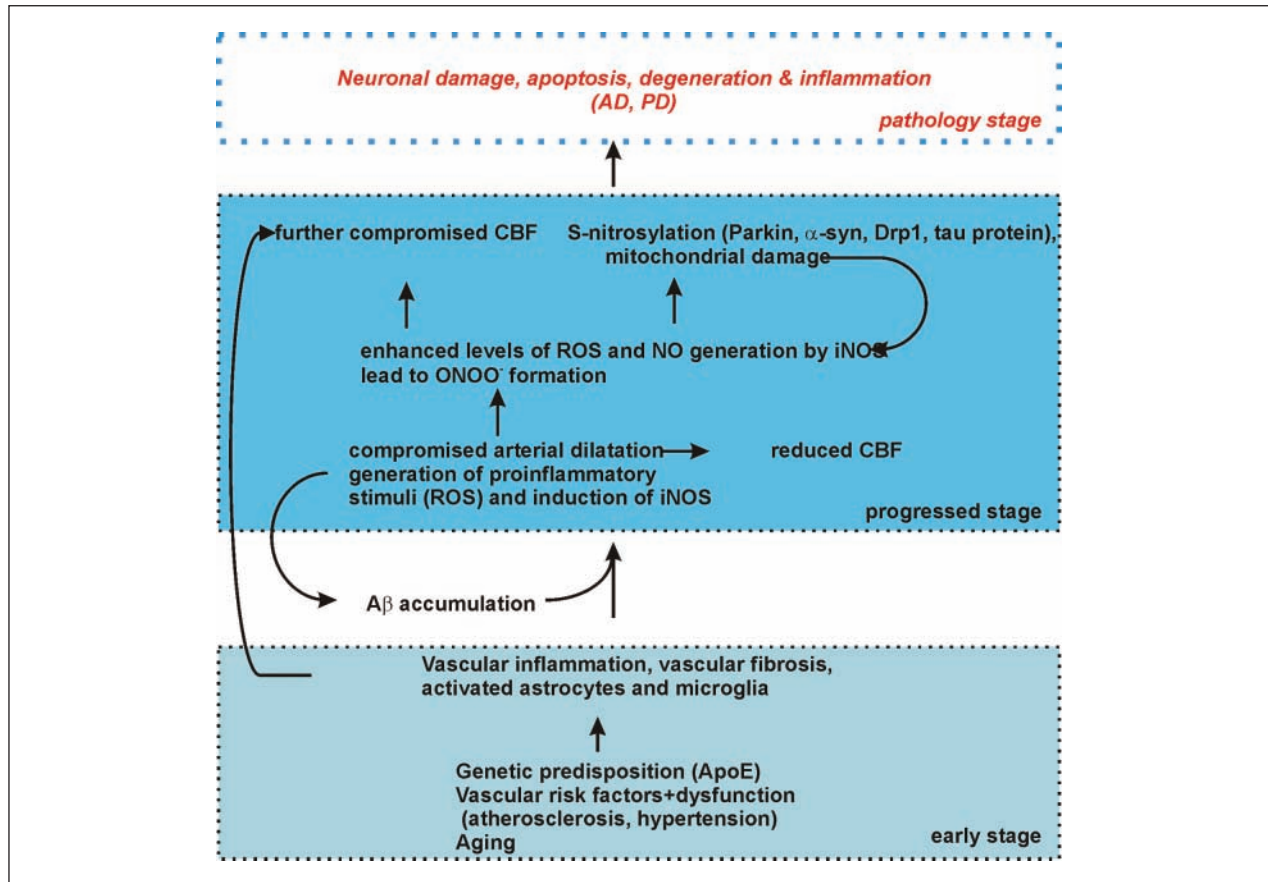 Neuronal damage, apoptosis, degeneration & inflammation
(AD, PD)
pathology stage
further compromised CBF
S-nitrosylation (Parkin, α-syn, Drp1, tau protein),
mitochondrial damage
enhanced levels of ROS and NO generation by iNOS
lead to ONOO⁻ formation
compromised arterial dilatation
reduced CBF
generation of proinflammatory
stimuli (ROS) and induction of iNOS
progressed stage
Aβ accumulation
Vascular inflammation, vascular fibrosis,
activated astrocytes and microglia
Genetic predisposition (ApoE)
Vascular risk factors+dysfunction
(atherosclerosis, hypertension)
Aging
early stage